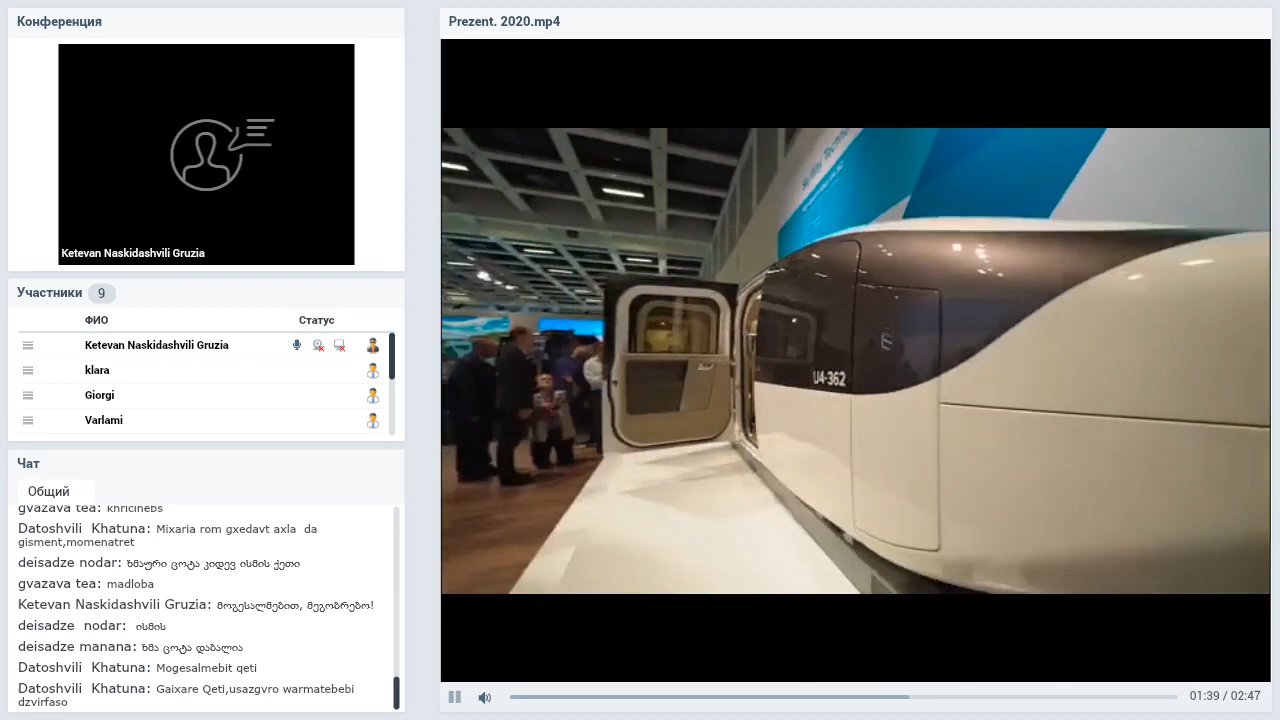 Конференция
Ketevan Naskidashvili Gruzia
Участники 9
ФИО Статус
Ketevan Naskidashvili Gruzia
klara
Giorgi
Varlami
Чат
Общий
gvazava tea: khricinebs
Datoshvili Khatuna: Mixaria rom gxedavt axla da
gisment,momenatret
deisadze nodar: ხმაური ცოტა კიდევ ისმის ქეთი
gvazava tea: madloba
Ketevan Naskidashvili Gruzia: მოგესალმებით, მეგობრებო!
deisadze nodar: ისმის
deisadze manana: ხმა ცოტა დაბალია
Datoshvili Khatuna: Mogesalmebit qeti
Datoshvili Khatuna: Gaixare Qeti,usazgvro warmatebebi
dzvirfaso
Prezent. 2020.mp4
U4-362
01:39 / 02:47